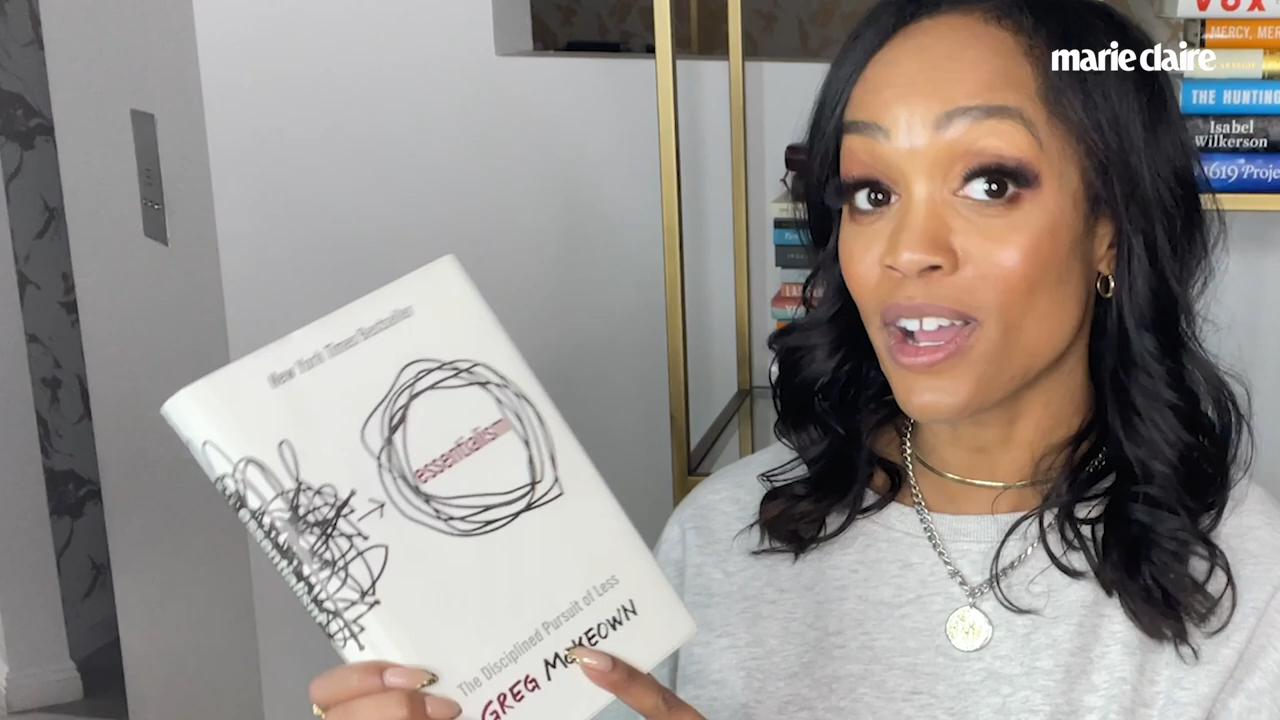 marie claire
VOX
MERCY, MER
THE HUNTING
Isabel
Wilkerson
1619 Proje
New York Times Bestseller
essentialism
The Disciplined Pursuit of Less
GREG McKEOWN